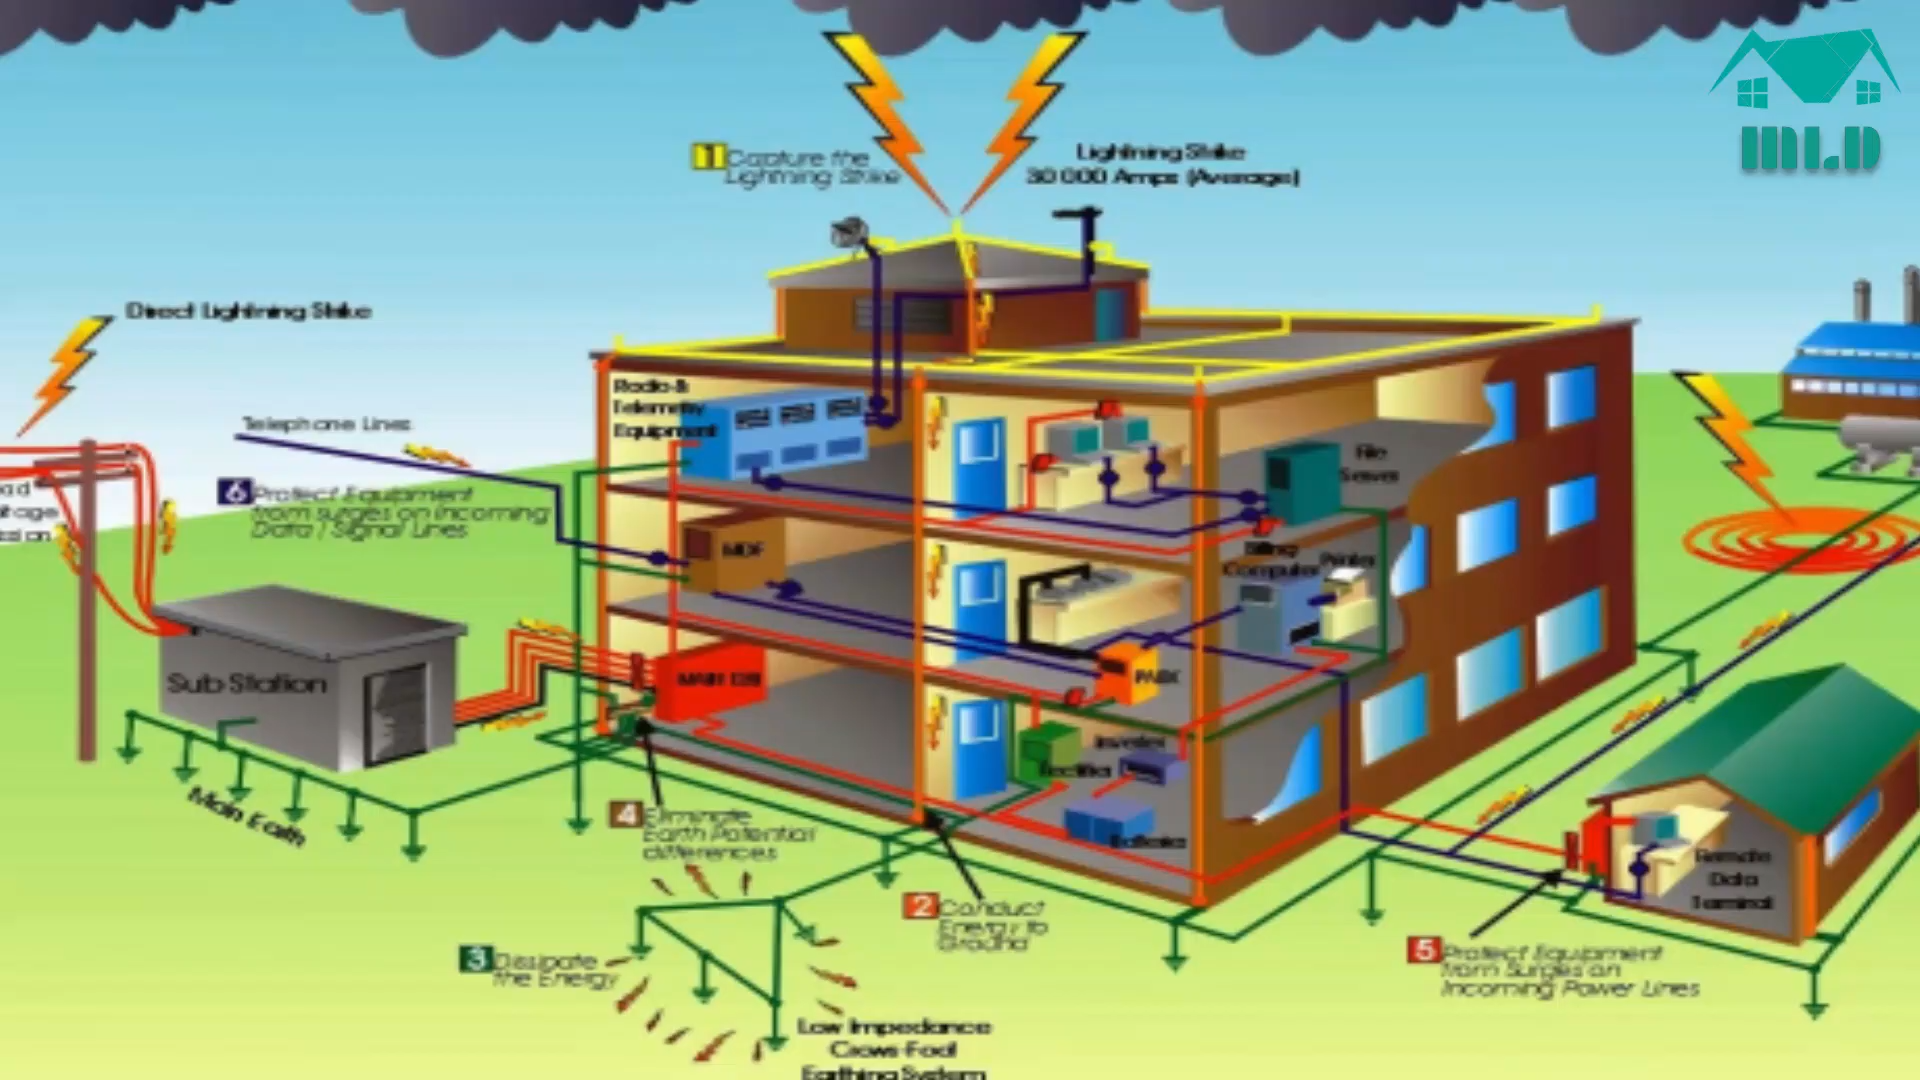 1 Capture the
Lightning Strike
Lightning Strike
30 000 Amps (Average)
Direct Lightning Strike
Telephone Lines
6 Protect Equipment
from surges on Incoming
Data / Signal Lines
Radio &
Telemetry
Equipment
File
Server
MDF
Billing
Computer
Printer
Sub Station
MAIN
PABX
Inverter
Rectifier
Batteries
Main Earth
4 Eliminate
Earth Potential
differences
2 Conduct
Energy to
Ground
3 Dissipate
the Energy
Low Impedance
Crows-Foot
Earthing System
Remote
Data
Terminal
5 Protect Equipment
from Surges on
Incoming Power Lines